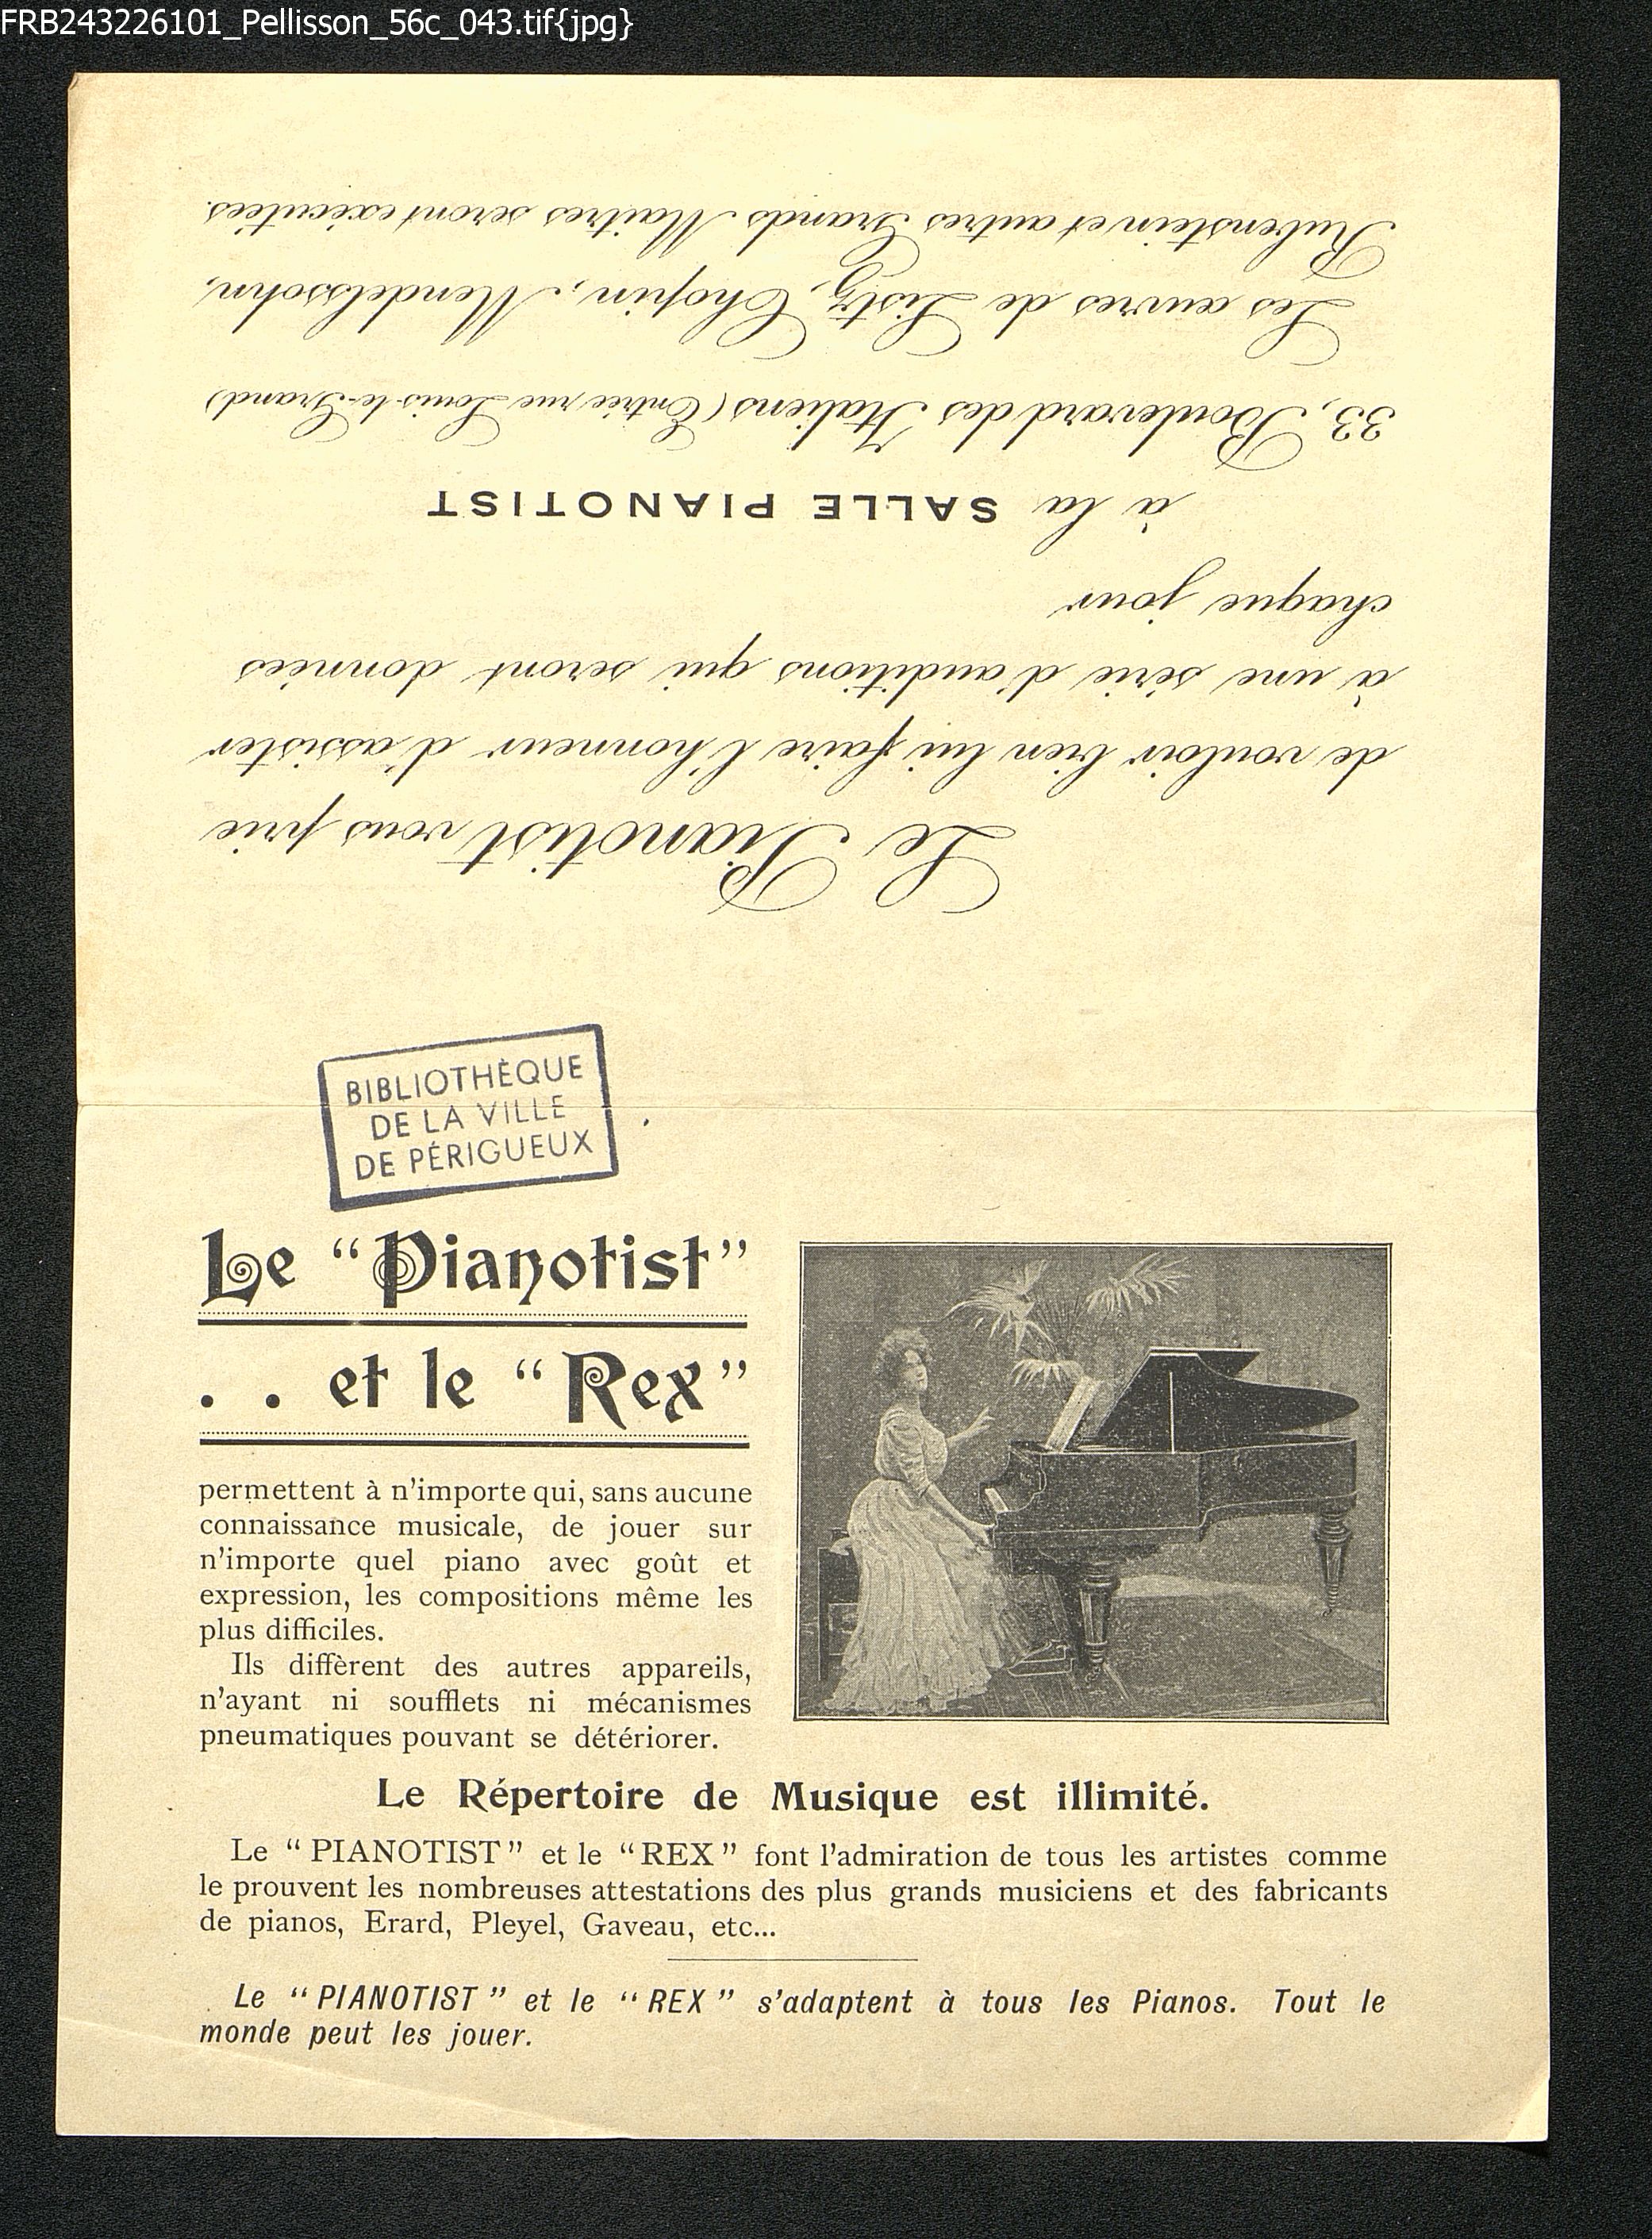 FRB243226101_Pellisson_56c_043.tif{jpg}
Le Pianotist vous prie
de vouloir bien lui faire l'honneur d'assister
à une série d'auditions qui seront données
chaque jour
à la SALLE PIANOTIST
33, Boulevard des Italiens (Entrée rue Louis-le-Grand)
Les œuvres de Listz, Chopin, Mendelssohn,
Rubenstein et autres Grands Maîtres seront exécutées.
BIBLIOTHÈQUE
DE LA VILLE
DE PÉRIGUEUX
Le “Pianotist”
. . et le “Rex”
permettent à n'importe qui, sans aucune
connaissance musicale, de jouer sur
n'importe quel piano avec goût et
expression, les compositions même les
plus difficiles.
Ils diffèrent des autres appareils,
n'ayant ni soufflets ni mécanismes
pneumatiques pouvant se détériorer.
Le Répertoire de Musique est illimité.
Le “PIANOTIST” et le “REX” font l'admiration de tous les artistes comme
le prouvent les nombreuses attestations des plus grands musiciens et des fabricants
de pianos, Erard, Pleyel, Gaveau, etc...
Le “PIANOTIST” et le “REX” s'adaptent à tous les Pianos. Tout le
monde peut les jouer.